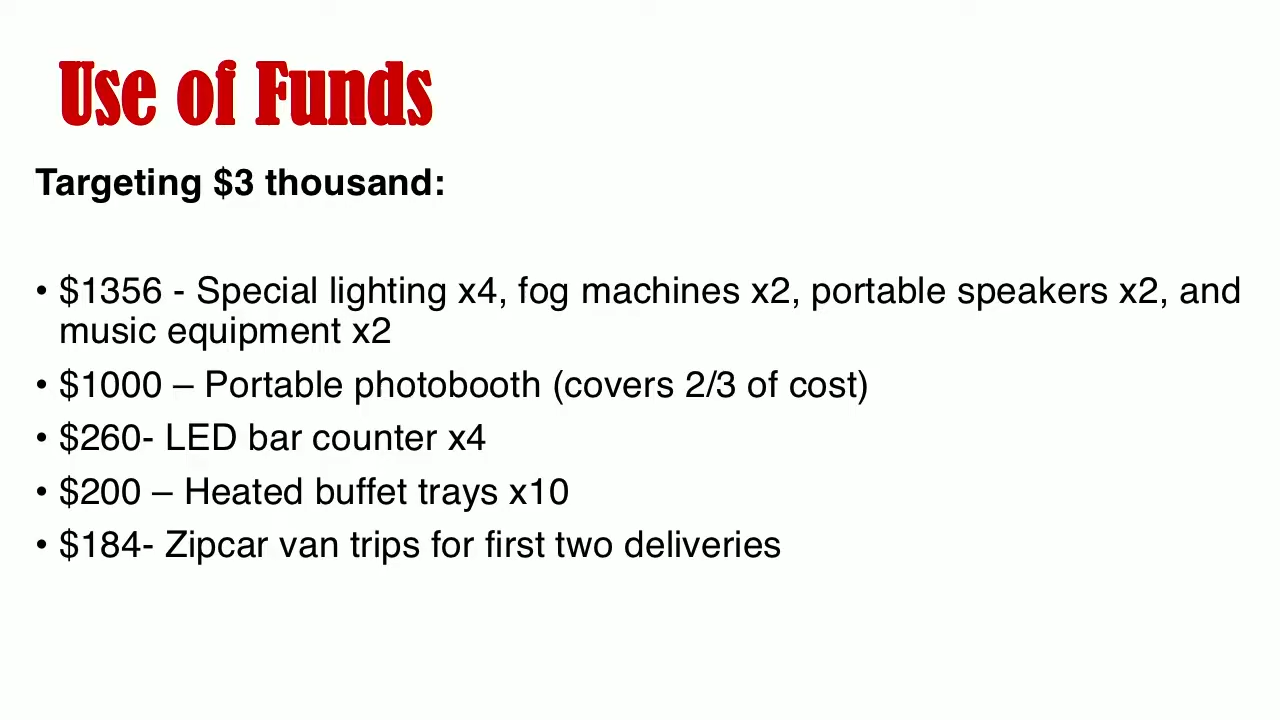 Use of Funds
Targeting $3 thousand:
• $1356 - Special lighting x4, fog machines x2, portable speakers x2, and
music equipment x2
• $1000 – Portable photobooth (covers 2/3 of cost)
• $260- LED bar counter x4
• $200 – Heated buffet trays x10
• $184- Zipcar van trips for first two deliveries